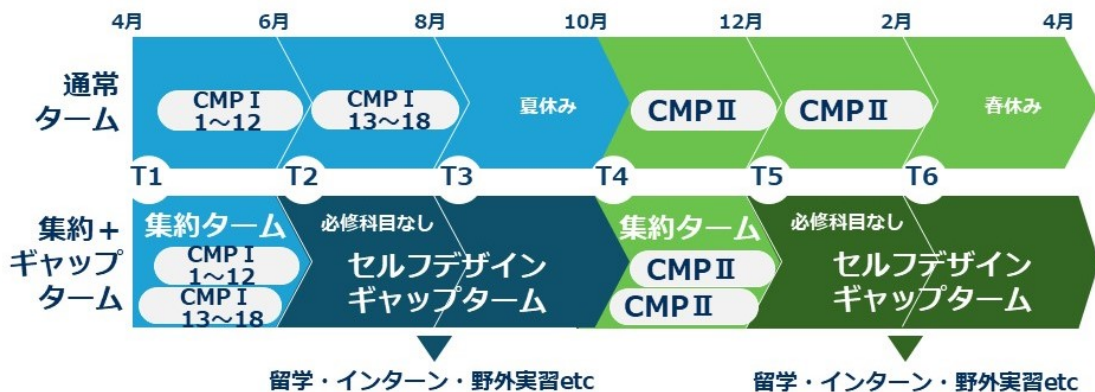 4月 6月 8月 10月 12月 2月 4月
通常
ターム
CMP I
1～12
CMP I
13～18
夏休み
CMP II
CMP II
春休み
T1 T2 T3 T4 T5 T6
集約＋
ギャップ
ターム
集約ターム
CMP I
1～12
CMP I
13～18
必修科目なし
セルフデザイン
ギャップターム
集約ターム
CMP II
CMP II
必修科目なし
セルフデザイン
ギャップターム
留学・インターン・野外実習etc
留学・インターン・野外実習etc